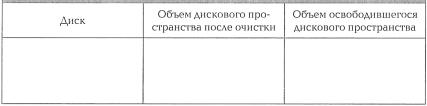 Диск
Объем дискового про-
странства после очистки
Объем освободившегося
дискового пространства